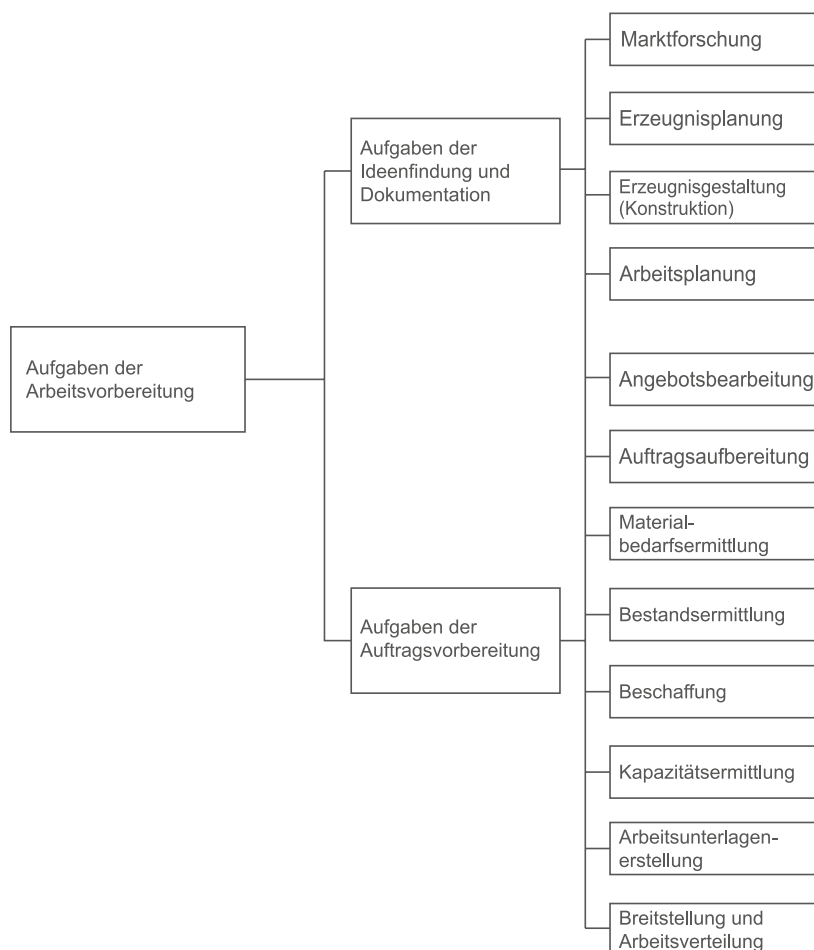 Aufgaben der
Arbeitsvorbereitung
Aufgaben der
Ideenfindung und
Dokumentation
Marktforschung
Erzeugnisplanung
Erzeugnisgestaltung
(Konstruktion)
Arbeitsplanung
Aufgaben der
Auftragsvorbereitung
Angebotsbearbeitung
Auftragsaufbereitung
Material-
bedarfsermittlung
Bestandsermittlung
Beschaffung
Kapazitätsermittlung
Arbeitsunterlagen-
erstellung
Breitstellung und
Arbeitsverteilung